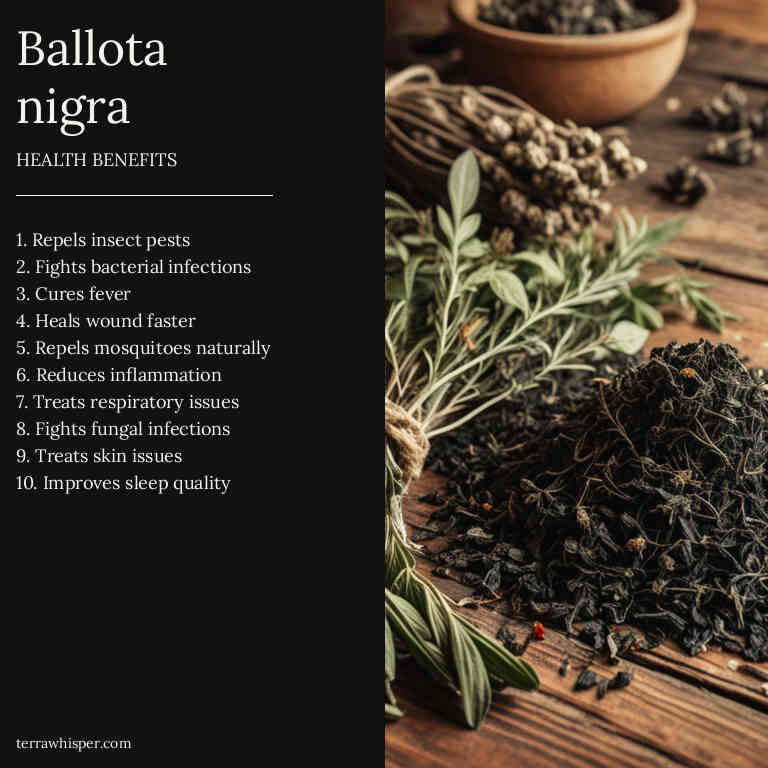 Ballota
nigra
HEALTH BENEFITS
1. Repels insect pests
2. Fights bacterial infections
3. Cures fever
4. Heals wound faster
5. Repels mosquitoes naturally
6. Reduces inflammation
7. Treats respiratory issues
8. Fights fungal infections
9. Treats skin issues
10. Improves sleep quality
terrawhisper.com